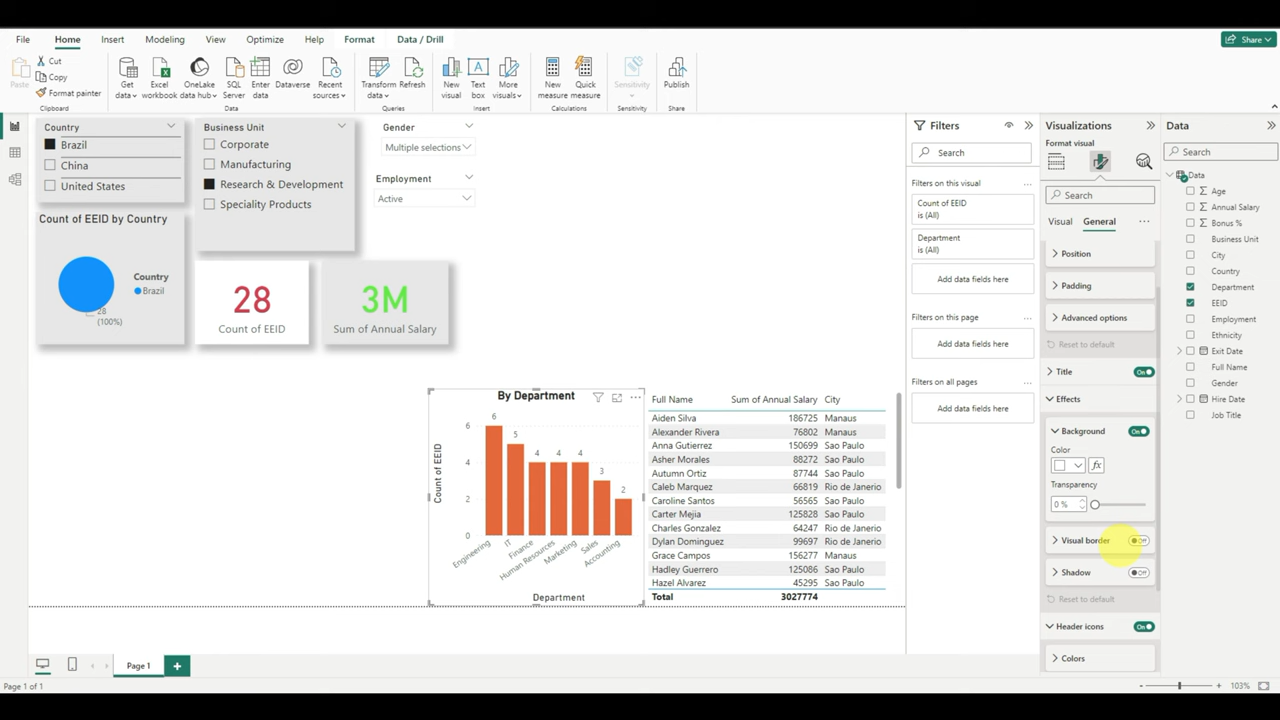 File Home Insert Modeling View Optimize Help Format Data / Drill Share
Paste
Cut
Copy
Format painter
Clipboard
Get data
Excel workbook
OneLake data hub
SQL Server
Enter data
Dataverse
Recent sources
Data
Transform data
Refresh
Queries
New visual
Text box
More visuals
Insert
New measure
Quick measure
Calculations
Sensitivity
Sensitivity
Publish
Share
Country
Brazil
China
United States
Business Unit
Corporate
Manufacturing
Research & Development
Speciality Products
Gender
Multiple selections
Employment
Active
Count of EEID by Country
Country
Brazil
28
(100%)
28
Count of EEID
3M
Sum of Annual Salary
By Department
6 5 4 4 4 3 2
6
4
2
0
Count of EEID
Engineering
IT
Finance
Human Resources
Marketing
Sales
Accounting
Department
Full Name Sum of Annual Salary City
Aiden Silva 186725 Manaus
Alexander Rivera 76802 Manaus
Anna Gutierrez 150699 Sao Paulo
Asher Morales 88272 Sao Paulo
Autumn Ortiz 87744 Sao Paulo
Caleb Marquez 66819 Rio de Janerio
Caroline Santos 56565 Sao Paulo
Carter Mejia 125828 Sao Paulo
Charles Gonzalez 64247 Rio de Janerio
Dylan Dominguez 99697 Rio de Janerio
Grace Campos 156277 Manaus
Hadley Guerrero 125086 Sao Paulo
Hazel Alvarez 45295 Sao Paulo
Total 3027774
Filters
Search
Filters on this visual
Count of EEID
is (All)
Department
is (All)
Add data fields here
Filters on this page
Add data fields here
Filters on all pages
Add data fields here
Visualizations
Format visual
Search
Visual General
Position
Padding
Advanced options
Reset to default
Title On
Effects
Background On
Color
fx
Transparency
0 %
Visual border Off
Shadow Off
Reset to default
Header icons On
Colors
Data
Search
Data
Age
Annual Salary
Bonus %
Business Unit
City
Country
Department
EEID
Employment
Ethnicity
Exit Date
Full Name
Gender
Hire Date
Job Title
Page 1
Page 1 of 1
103%